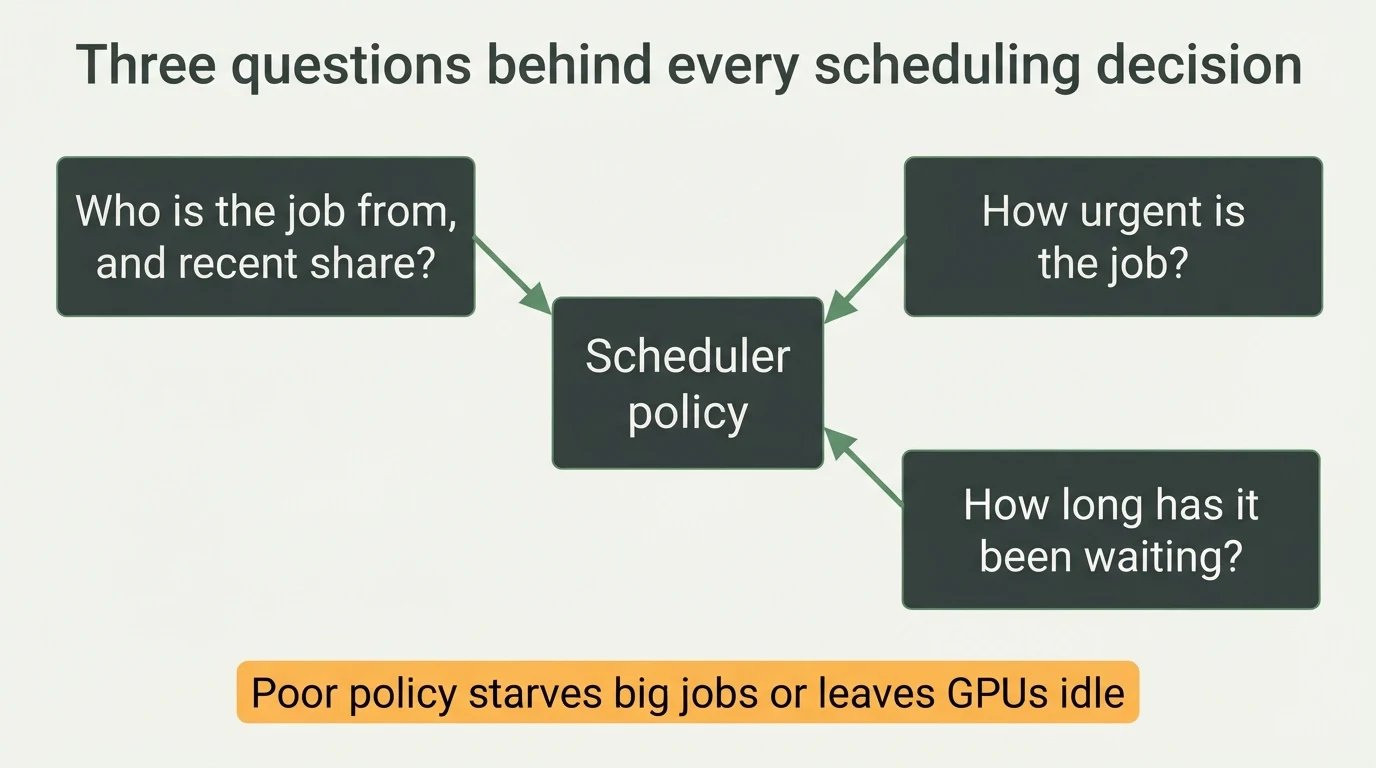 Three questions behind every scheduling decision
Who is the job from,
and recent share?
How urgent is
the job?
Scheduler
policy
How long has it
been waiting?
Poor policy starves big jobs or leaves GPUs idle